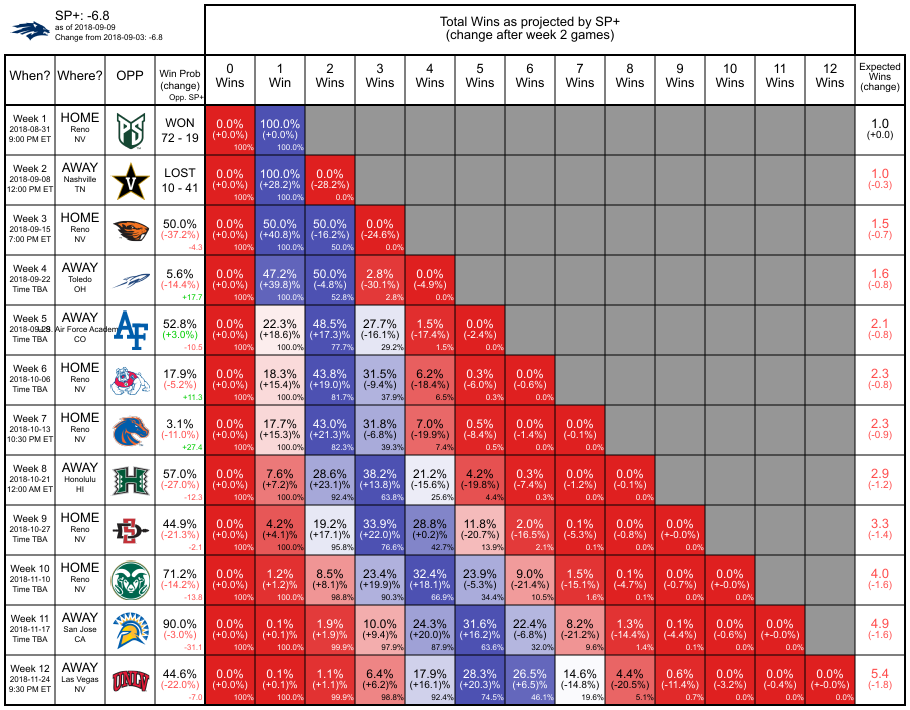 SP+: -6.8
as of 2018-09-09
Change from 2018-09-03: -6.8
Total Wins as projected by SP+
(change after week 2 games)
When? Where? OPP Win Prob (change) Opp. SP+ 0 Wins 1 Win 2 Wins 3 Wins 4 Wins 5 Wins 6 Wins 7 Wins 8 Wins 9 Wins 10 Wins 11 Wins 12 Wins Expected Wins (change)
Week 1 HOME PS WON 0.0% 100.0% 1.0
2018-08-31 Reno 72 - 19 (+0.0%) (+0.0%) (+0.0)
9:00 PM ET NV 100% 100.0%
Week 2 AWAY V LOST 0.0% 100.0% 0.0% 1.0
2018-09-08 Nashville 10 - 41 (+0.0%) (+28.2)% (-28.2%) (-0.3)
12:00 PM ET TN 100% 100.0% 0.0%
Week 3 HOME 50.0% 0.0% 50.0% 50.0% 0.0% 1.5
2018-09-15 Reno (-37.2%) (+0.0%) (+40.8)% (-16.2%) (-24.6%) (-0.7)
7:00 PM ET NV -4.3 100% 100.0% 50.0% 0.0%
Week 4 AWAY 5.6% 0.0% 47.2% 50.0% 2.8% 0.0% 1.6
2018-09-22 Toledo (-14.4%) (+0.0%) (+39.8)% (-4.8%) (-30.1%) (-4.9%) (-0.8)
Time TBA OH +17.7 100% 100.0% 52.8% 2.8% 0.0%
Week 5 AWAY AF 52.8% 0.0% 22.3% 48.5% 27.7% 1.5% 0.0% 2.1
2018-09-29 U.S. Air Force Academy (+3.0%) (+0.0%) (+18.6)% (+17.3)% (-16.1%) (-17.4%) (-2.4%) (-0.8)
Time TBA CO -10.5 100% 100.0% 77.7% 29.2% 1.5% 0.0%
Week 6 HOME 17.9% 0.0% 18.3% 43.8% 31.5% 6.2% 0.3% 0.0% 2.3
2018-10-06 Reno (-5.2%) (+0.0%) (+15.4)% (+19.0)% (-9.4%) (-18.4%) (-6.0%) (-0.6%) (-0.8)
Time TBA NV +11.3 100% 100.0% 81.7% 37.9% 6.5% 0.3% 0.0%
Week 7 HOME 3.1% 0.0% 17.7% 43.0% 31.8% 7.0% 0.5% 0.0% 0.0% 2.3
2018-10-13 Reno (-11.0%) (+0.0%) (+15.3)% (+21.3)% (-6.8%) (-19.9%) (-8.4%) (-1.4%) (-0.1%) (-0.9)
10:30 PM ET NV +27.4 100% 100.0% 82.3% 39.3% 7.4% 0.5% 0.0% 0.0%
Week 8 AWAY H 57.0% 0.0% 7.6% 28.6% 38.2% 21.2% 4.2% 0.3% 0.0% 0.0% 2.9
2018-10-21 Honolulu (-27.0%) (+0.0%) (+7.2)% (+23.1)% (+13.8)% (-15.6%) (-19.8%) (-7.4%) (-1.2%) (-0.1%) (-1.2)
12:00 AM ET HI -12.3 100% 100.0% 92.4% 63.8% 25.6% 4.4% 0.3% 0.0% 0.0%
Week 9 HOME SD 44.9% 0.0% 4.2% 19.2% 33.9% 28.8% 11.8% 2.0% 0.1% 0.0% 0.0% 3.3
2018-10-27 Reno (-21.3%) (+0.0%) (+4.1)% (+17.1)% (+22.0)% (+0.2)% (-20.7%) (-16.5%) (-5.3%) (-0.8%) (+-0.0%) (-1.4)
Time TBA NV -2.1 100% 100.0% 95.8% 76.6% 42.7% 13.9% 2.1% 0.1% 0.0% 0.0%
Week 10 HOME 71.2% 0.0% 1.2% 8.5% 23.4% 32.4% 23.9% 9.0% 1.5% 0.1% 0.0% 0.0% 4.0
2018-11-10 Reno (-14.2%) (+0.0%) (+1.2)% (+8.1)% (+19.9)% (+18.1)% (-5.3%) (-21.4%) (-15.1%) (-4.7%) (-0.7%) (+-0.0%) (-1.6)
Time TBA NV -13.8 100% 100.0% 98.8% 90.3% 66.9% 34.4% 10.5% 1.6% 0.1% 0.0% 0.0%
Week 11 AWAY 90.0% 0.0% 0.1% 1.9% 10.0% 24.3% 31.6% 22.4% 8.2% 1.3% 0.1% 0.0% 0.0% 4.9
2018-11-17 San Jose (-3.0%) (+0.0%) (+0.1)% (+1.9)% (+9.4)% (+20.0)% (+16.2)% (-6.8%) (-21.2%) (-14.4%) (-4.4%) (-0.6%) (+-0.0%) (-1.6)
Time TBA CA -31.1 100% 100.0% 99.9% 97.9% 87.9% 63.6% 32.0% 9.6% 1.4% 0.1% 0.0% 0.0%
Week 12 AWAY UNLV 44.6% 0.0% 0.1% 1.1% 6.4% 17.9% 28.3% 26.5% 14.6% 4.4% 0.6% 0.0% 0.0% 0.0% 5.4
2018-11-24 Las Vegas (-22.0%) (+0.0%) (+0.1)% (+1.1)% (+6.2)% (+16.1)% (+20.3)% (+6.5)% (-14.8%) (-20.5%) (-11.4%) (-3.2%) (-0.4%) (+-0.0%) (-1.8)
9:30 PM ET NV -7.0 100% 100.0% 99.9% 98.8% 92.4% 74.5% 46.1% 19.6% 5.1% 0.7% 0.0% 0.0% 0.0%